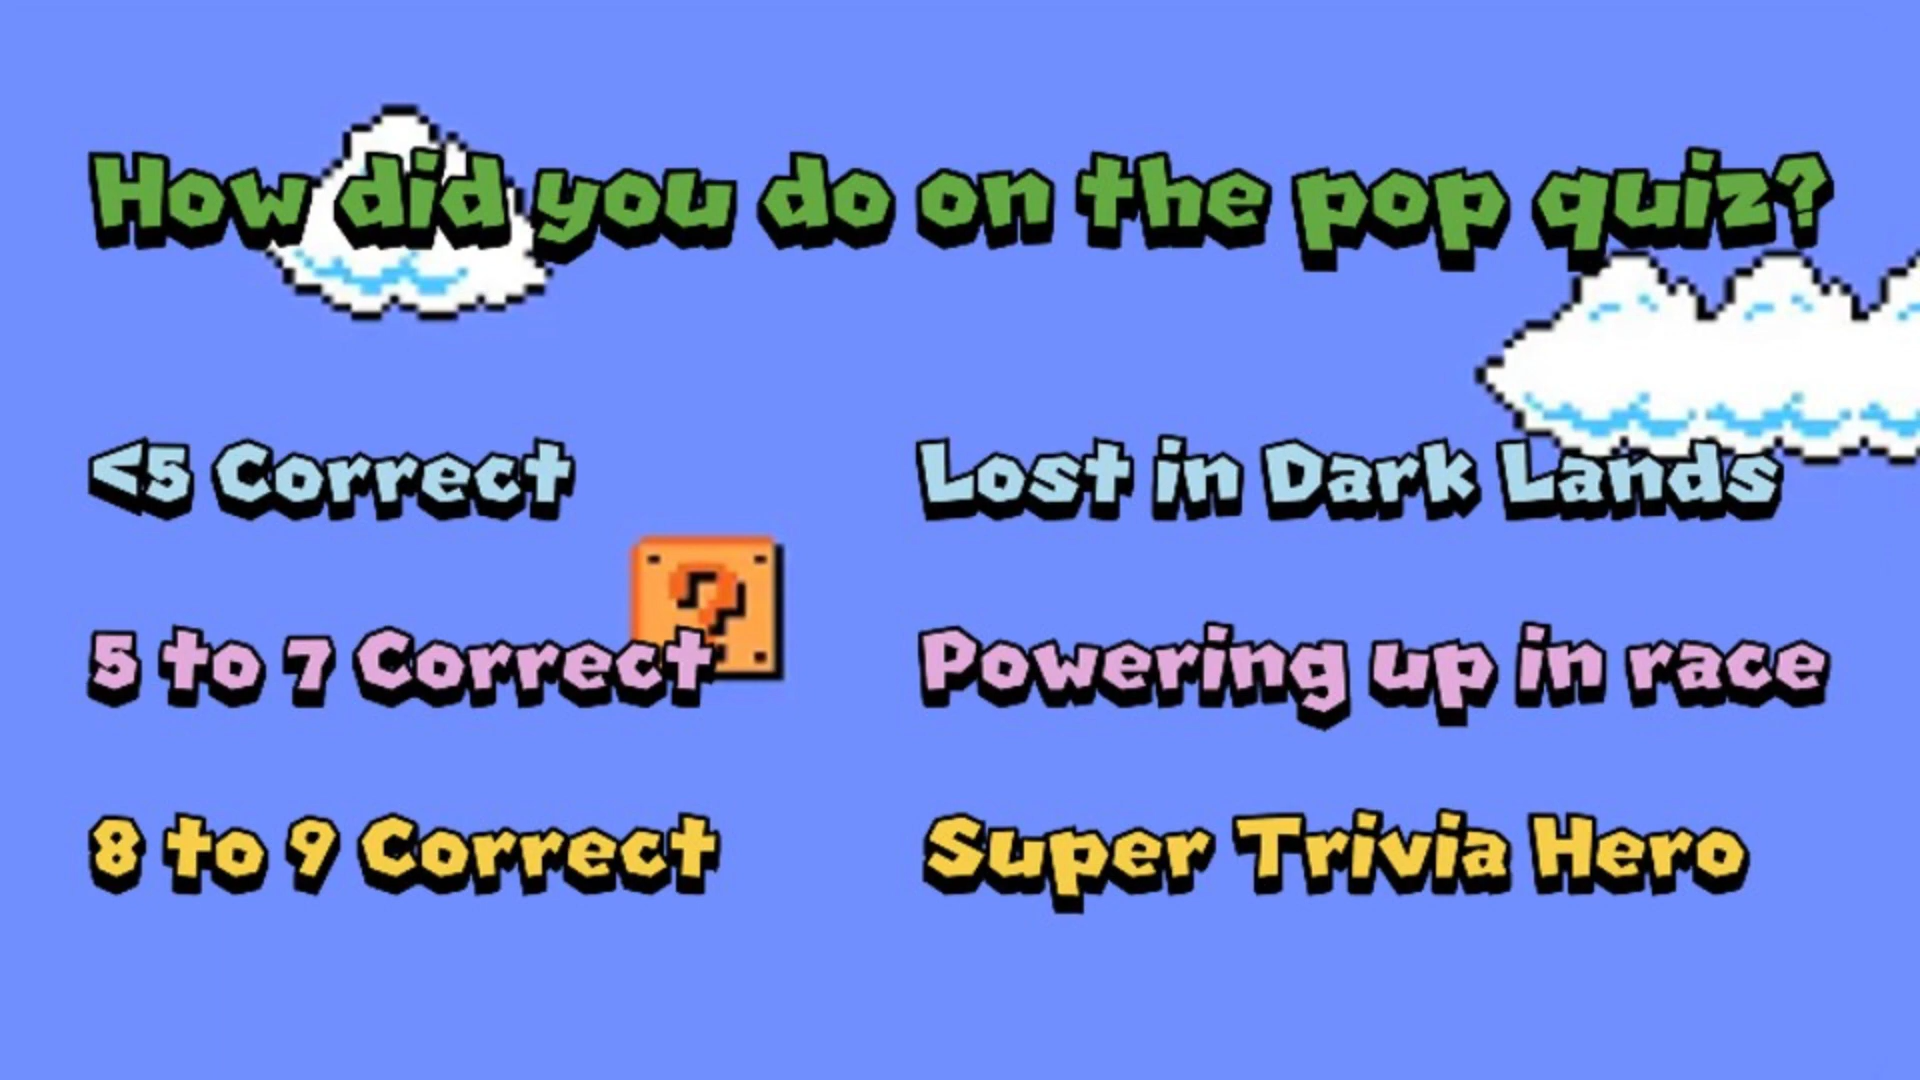 How did you do on the pop quiz?
<5 Correct Lost in Dark Lands
?
5 to 7 Correct Powering up in race
8 to 9 Correct Super Trivia Hero